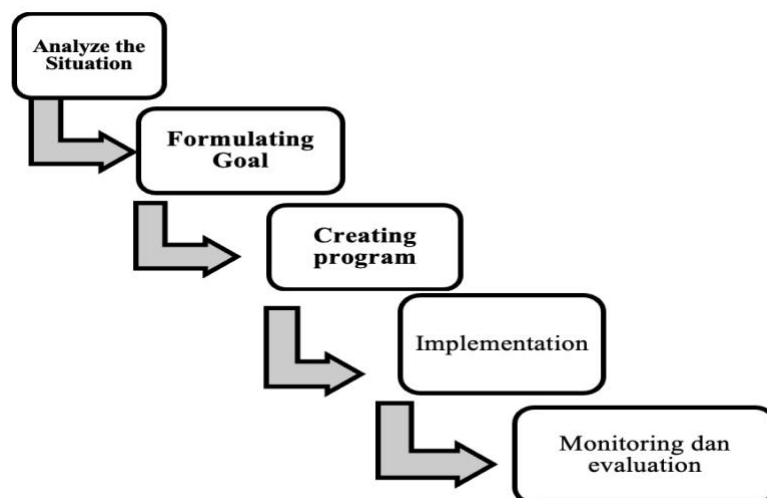 Analyze the
Situation
Formulating
Goal
Creating
program
Implementation
Monitoring dan
evaluation